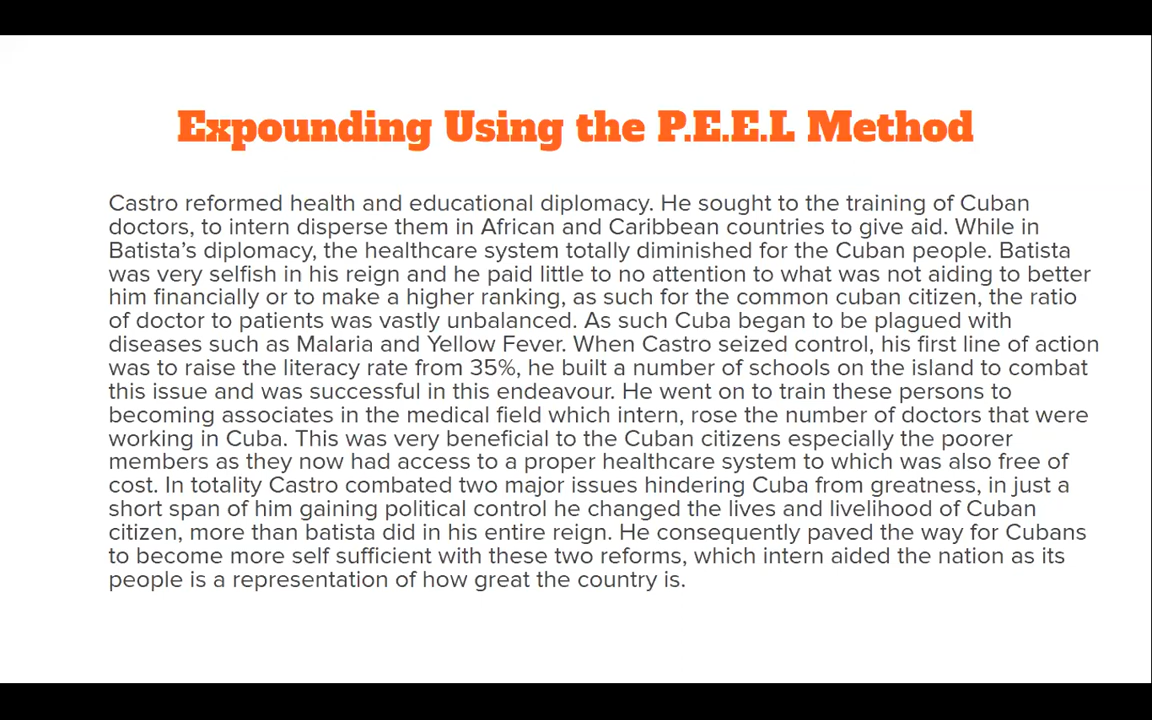 Expounding Using the P.E.E.L Method
Castro reformed health and educational diplomacy. He sought to the training of Cuban
doctors, to intern disperse them in African and Caribbean countries to give aid. While in
Batista’s diplomacy, the healthcare system totally diminished for the Cuban people. Batista
was very selfish in his reign and he paid little to no attention to what was not aiding to better
him financially or to make a higher ranking, as such for the common cuban citizen, the ratio
of doctor to patients was vastly unbalanced. As such Cuba began to be plagued with
diseases such as Malaria and Yellow Fever. When Castro seized control, his first line of action
was to raise the literacy rate from 35%, he built a number of schools on the island to combat
this issue and was successful in this endeavour. He went on to train these persons to
becoming associates in the medical field which intern, rose the number of doctors that were
working in Cuba. This was very beneficial to the Cuban citizens especially the poorer
members as they now had access to a proper healthcare system to which was also free of
cost. In totality Castro combated two major issues hindering Cuba from greatness, in just a
short span of him gaining political control he changed the lives and livelihood of Cuban
citizen, more than batista did in his entire reign. He consequently paved the way for Cubans
to become more self sufficient with these two reforms, which intern aided the nation as its
people is a representation of how great the country is.